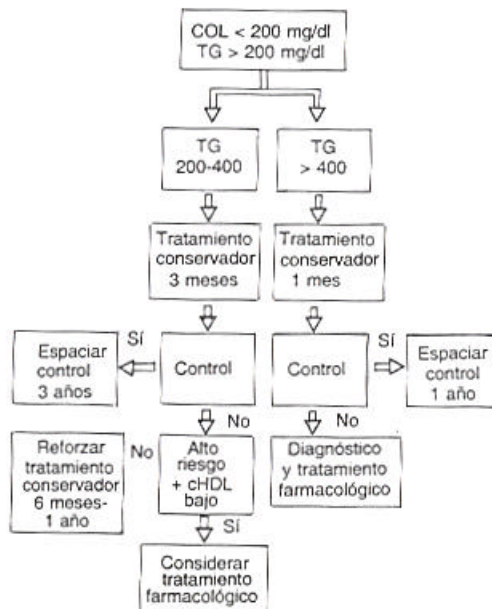 COL < 200 mg/dl
TG > 200 mg/dl
TG
200-400
TG
> 400
Tratamiento
conservador
3 meses
Tratamiento
conservador
1 mes
Sí
Espaciar
control
3 años
Control
Control
Sí
Espaciar
control
1 año
No
No
Reforzar
tratamiento
conservador
6 meses-
1 año
No
Alto
riesgo
+ cHDL
bajo
Diagnóstico
y tratamiento
farmacológico
Sí
Considerar
tratamiento
farmacológico